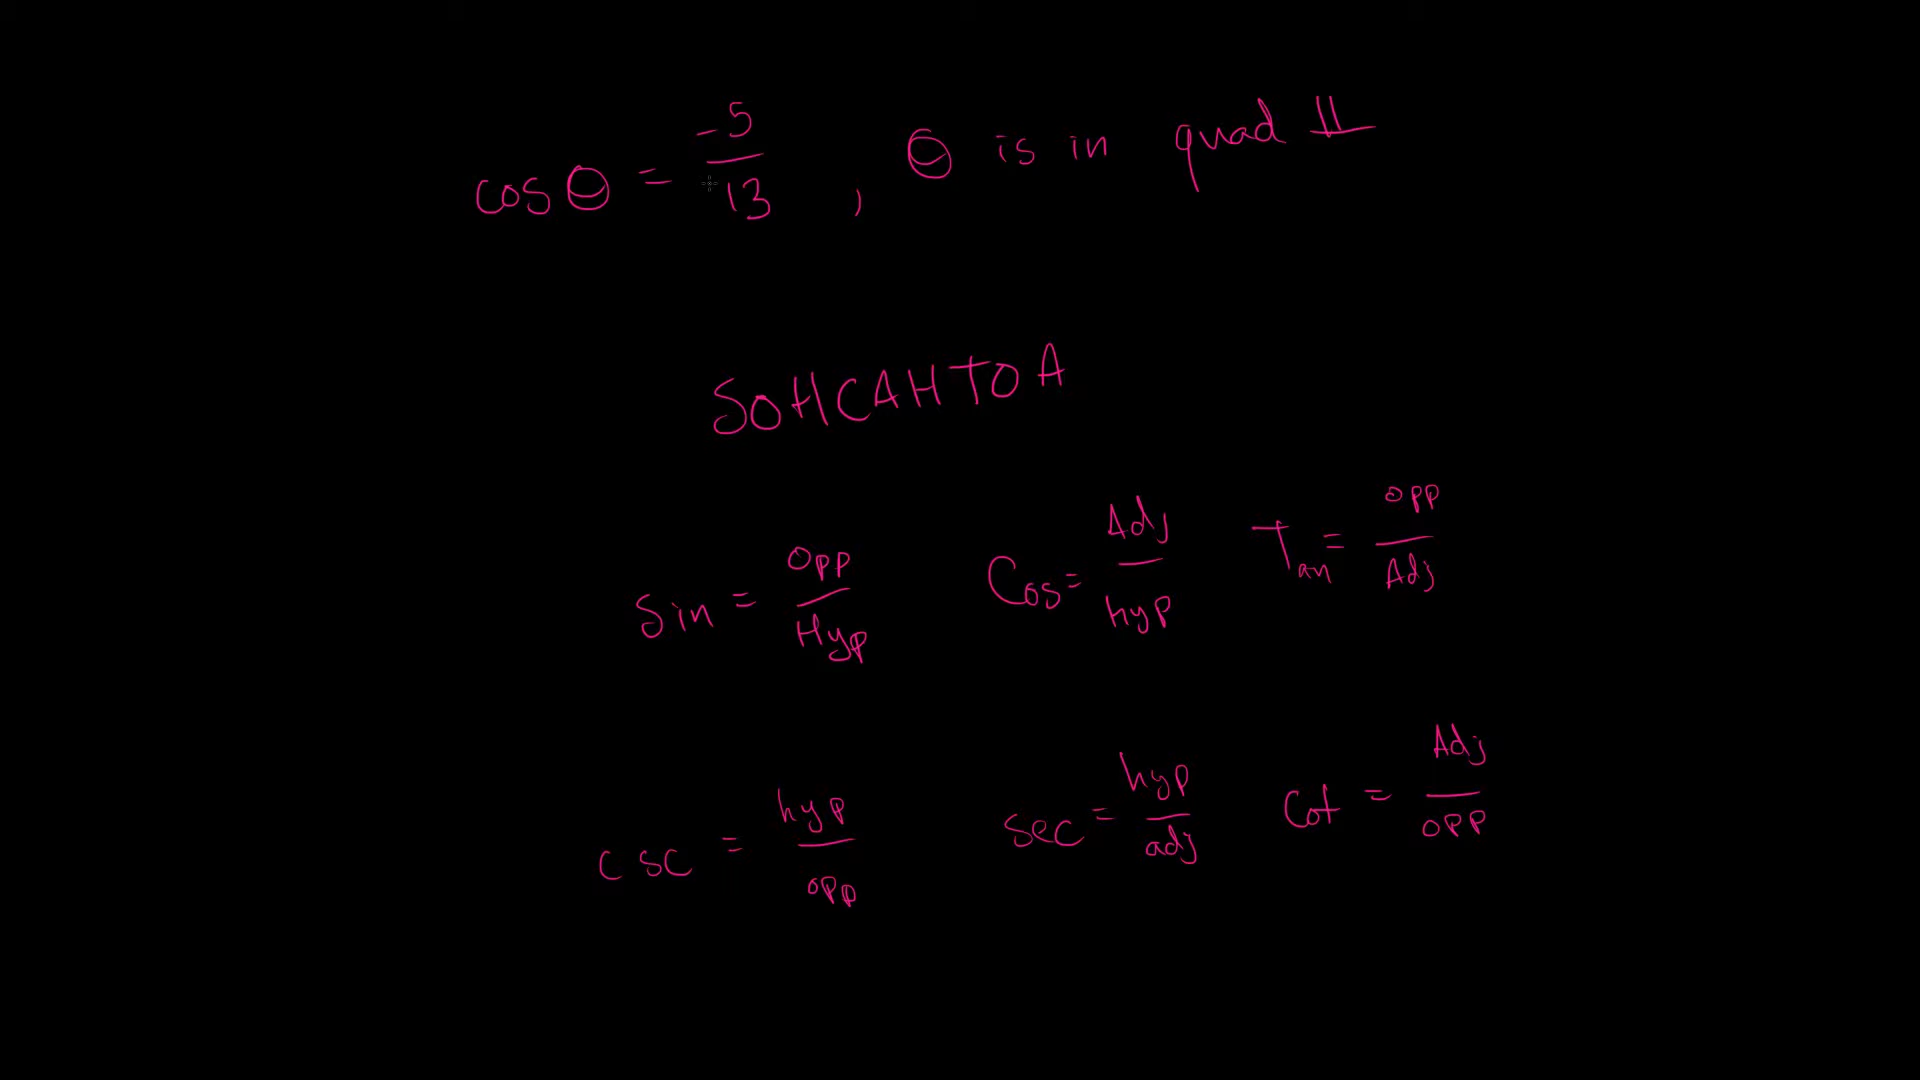 cos θ = -5/13 , θ is in quad II
SOHCAHTOA
Sin = Opp/Hyp Cos = Adj/hyp Tan = opp/Adj
csc = hyp/opp sec = hyp/adj Cot = Adj/opp